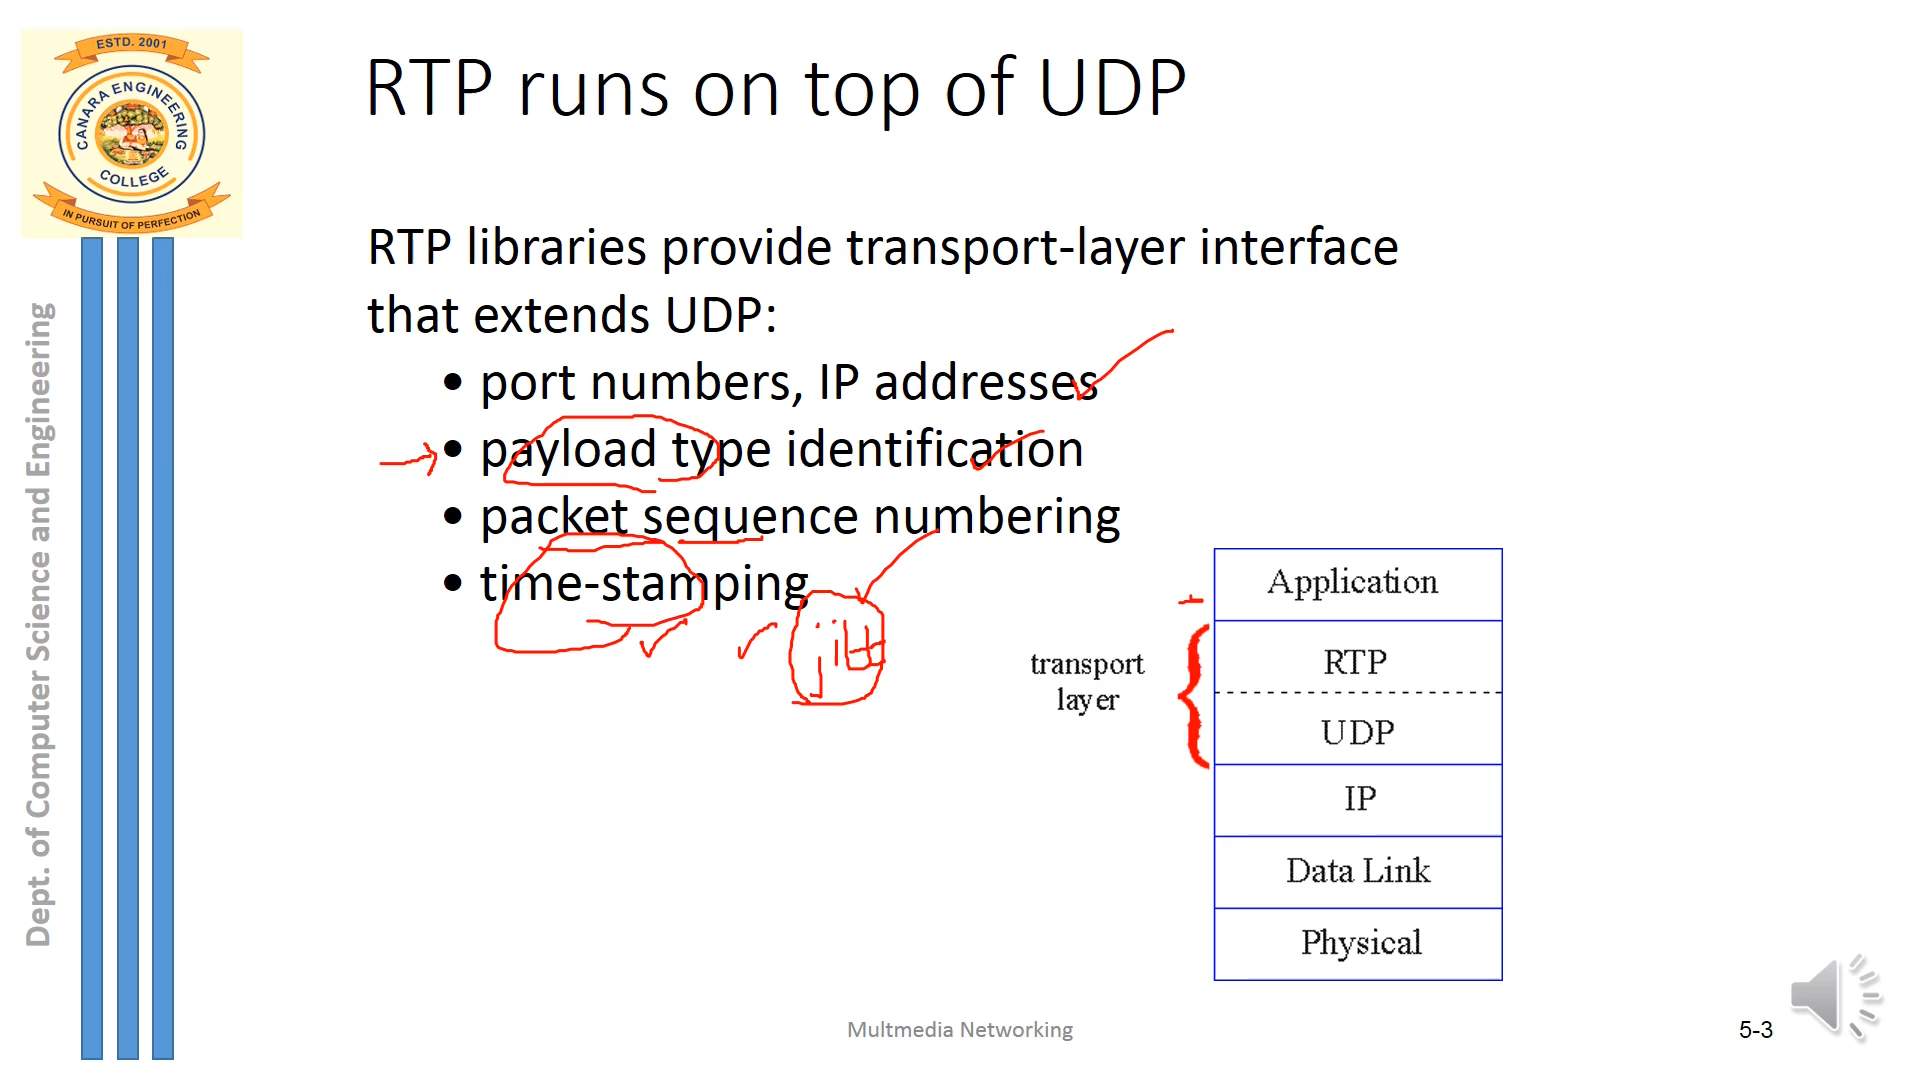 ESTD. 2001
CANARA ENGINEERING
COLLEGE
IN PURSUIT OF PERFECTION
Dept. of Computer Science and Engineering
RTP runs on top of UDP
RTP libraries provide transport-layer interface
that extends UDP:
• port numbers, IP addresses
• payload type identification
• packet sequence numbering
• time-stamping
transport
layer
Application
RTP
UDP
IP
Data Link
Physical
Multmedia Networking
5-3